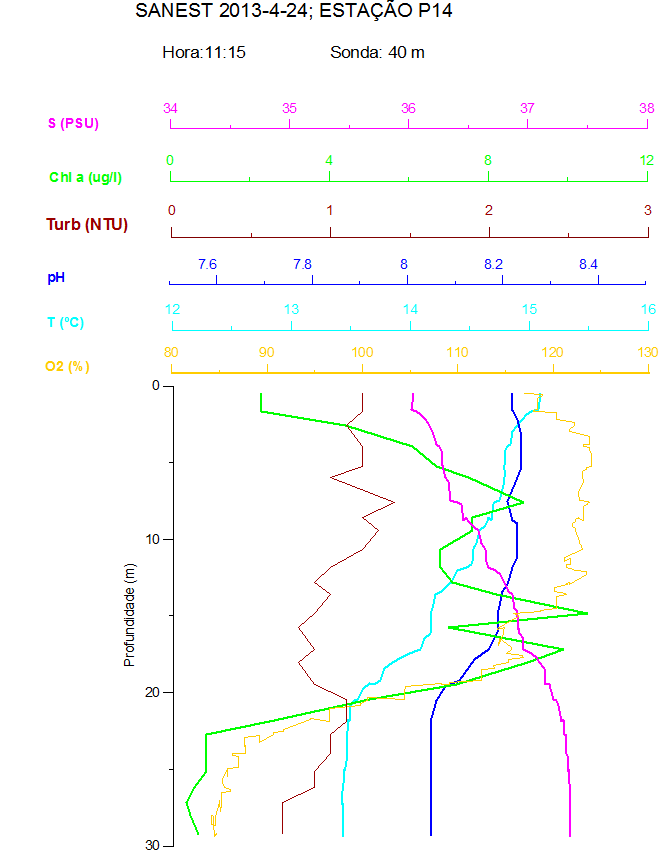 SANEST 2013-4-24; ESTAÇÃO P14
Hora:11:15 Sonda: 40 m
34 35 36 37 38
S (PSU)
0 4 8 12
Chl a (ug/l)
0 1 2 3
Turb (NTU)
7.6 7.8 8 8.2 8.4
pH
12 13 14 15 16
T (ºC)
80 90 100 110 120 130
O2 (%)
0
10
Profundidade (m)
20
30